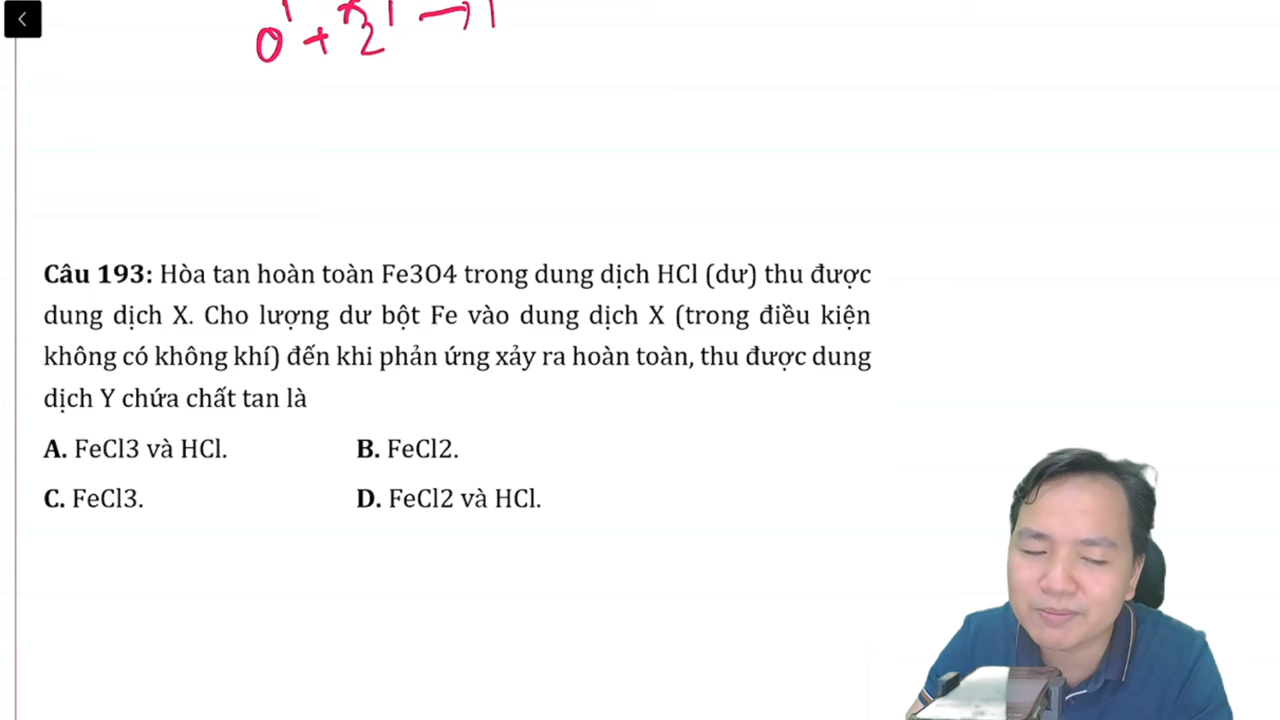 0 + 2 →
Câu 193: Hòa tan hoàn toàn Fe3O4 trong dung dịch HCl (dư) thu được
dung dịch X. Cho lượng dư bột Fe vào dung dịch X (trong điều kiện
không có không khí) đến khi phản ứng xảy ra hoàn toàn, thu được dung
dịch Y chứa chất tan là
A. FeCl3 và HCl. B. FeCl2.
C. FeCl3. D. FeCl2 và HCl.